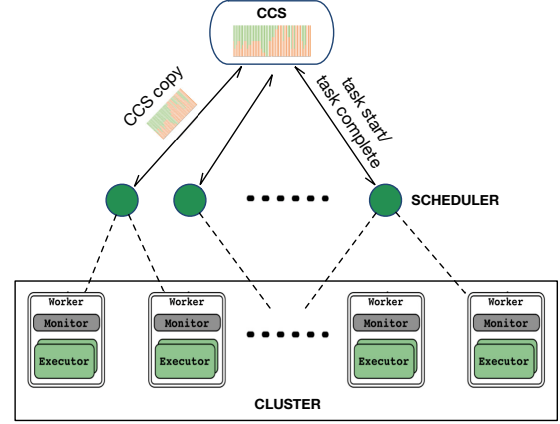 CCS
CCS copy
task start/
task complete
SCHEDULER
Worker
Monitor
Executor
Worker
Monitor
Executor
Worker
Monitor
Executor
Worker
Monitor
Executor
CLUSTER